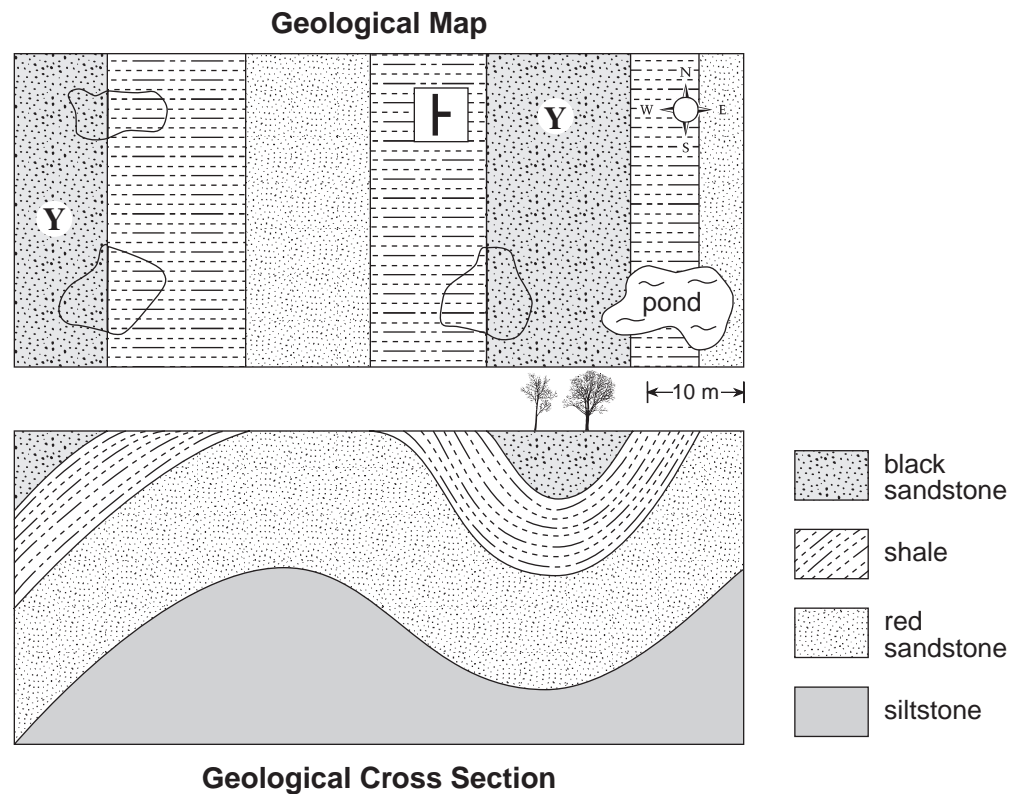 Geological Map
N
W E
S
Y
Y
pond
10 m
black
sandstone
shale
red
sandstone
siltstone
Geological Cross Section